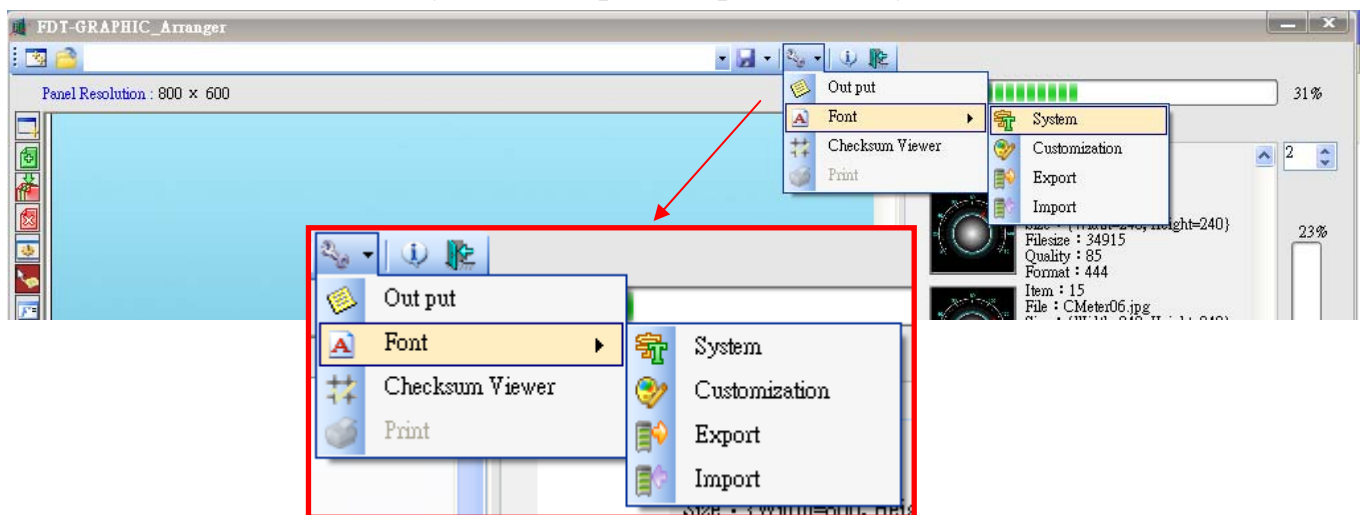 FDT-GRAPHIC_Arranger
Panel Resolution : 800 × 600
31%
Out put
Font
Checksum Viewer
Print
System
Customization
Export
Import
2
23%
ght=240}
Filesize：34915
Quality：85
Format：444
Item：15
File：CMeter06.jpg
Out put
Font
Checksum Viewer
Print
System
Customization
Export
Import